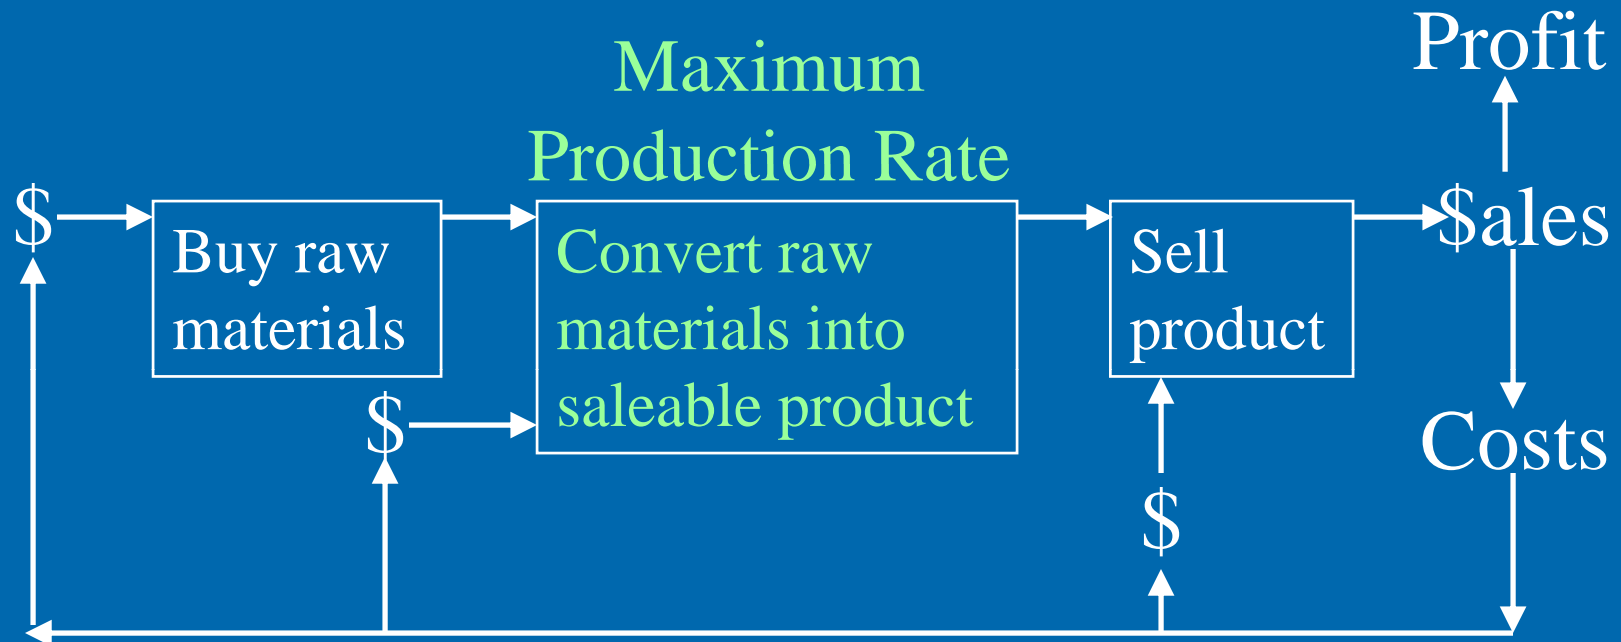 Profit
Maximum
Production Rate
$
$ales
Buy raw
materials
Convert raw
materials into
saleable product
Sell
product
$
Costs
$